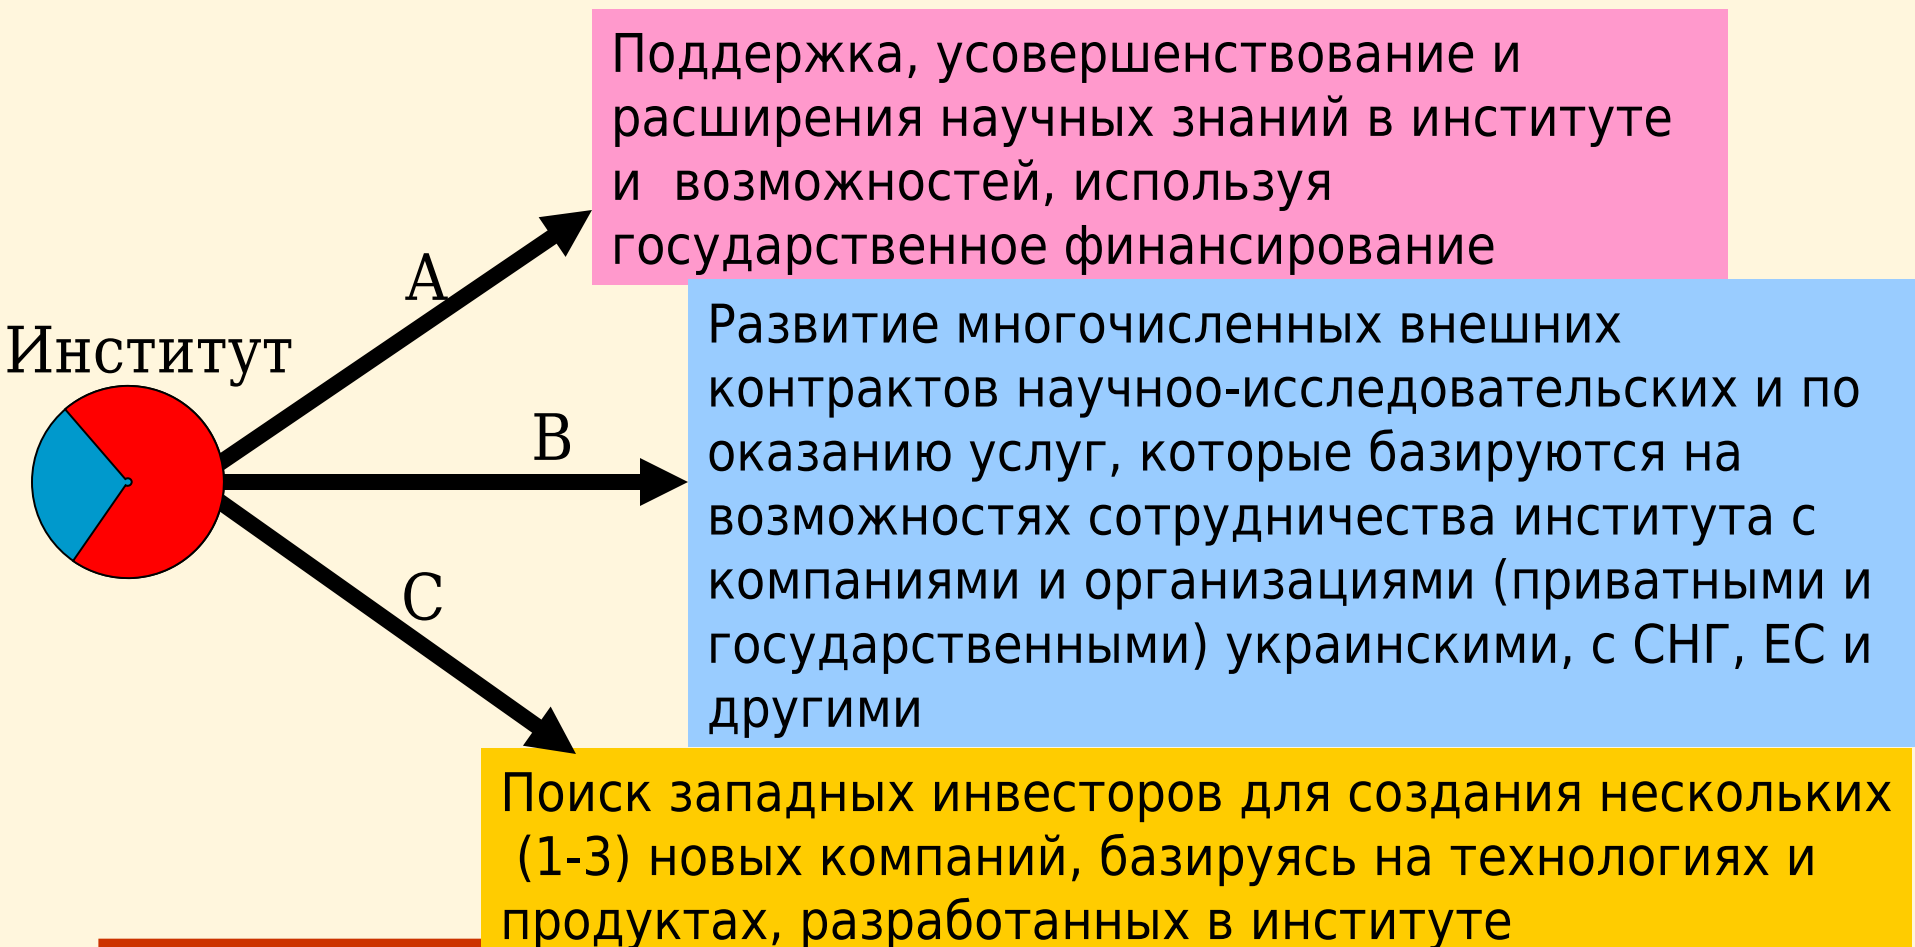 Поддержка, усовершенствование и
расширения научных знаний в институте
и  возможностей, используя
государственное финансирование
A
Институт
B
C
Развитие многочисленных внешних
контрактов научноо-исследовательских и по
оказанию услуг, которые базируются на
возможностях сотрудничества института с
компаниями и организациями (приватными и
государственными) украинскими, с СНГ, ЕС и
другими
Поиск западных инвесторов для создания нескольких
(1-3) новых компаний, базируясь на технологиях и
продуктах, разработанных в институте